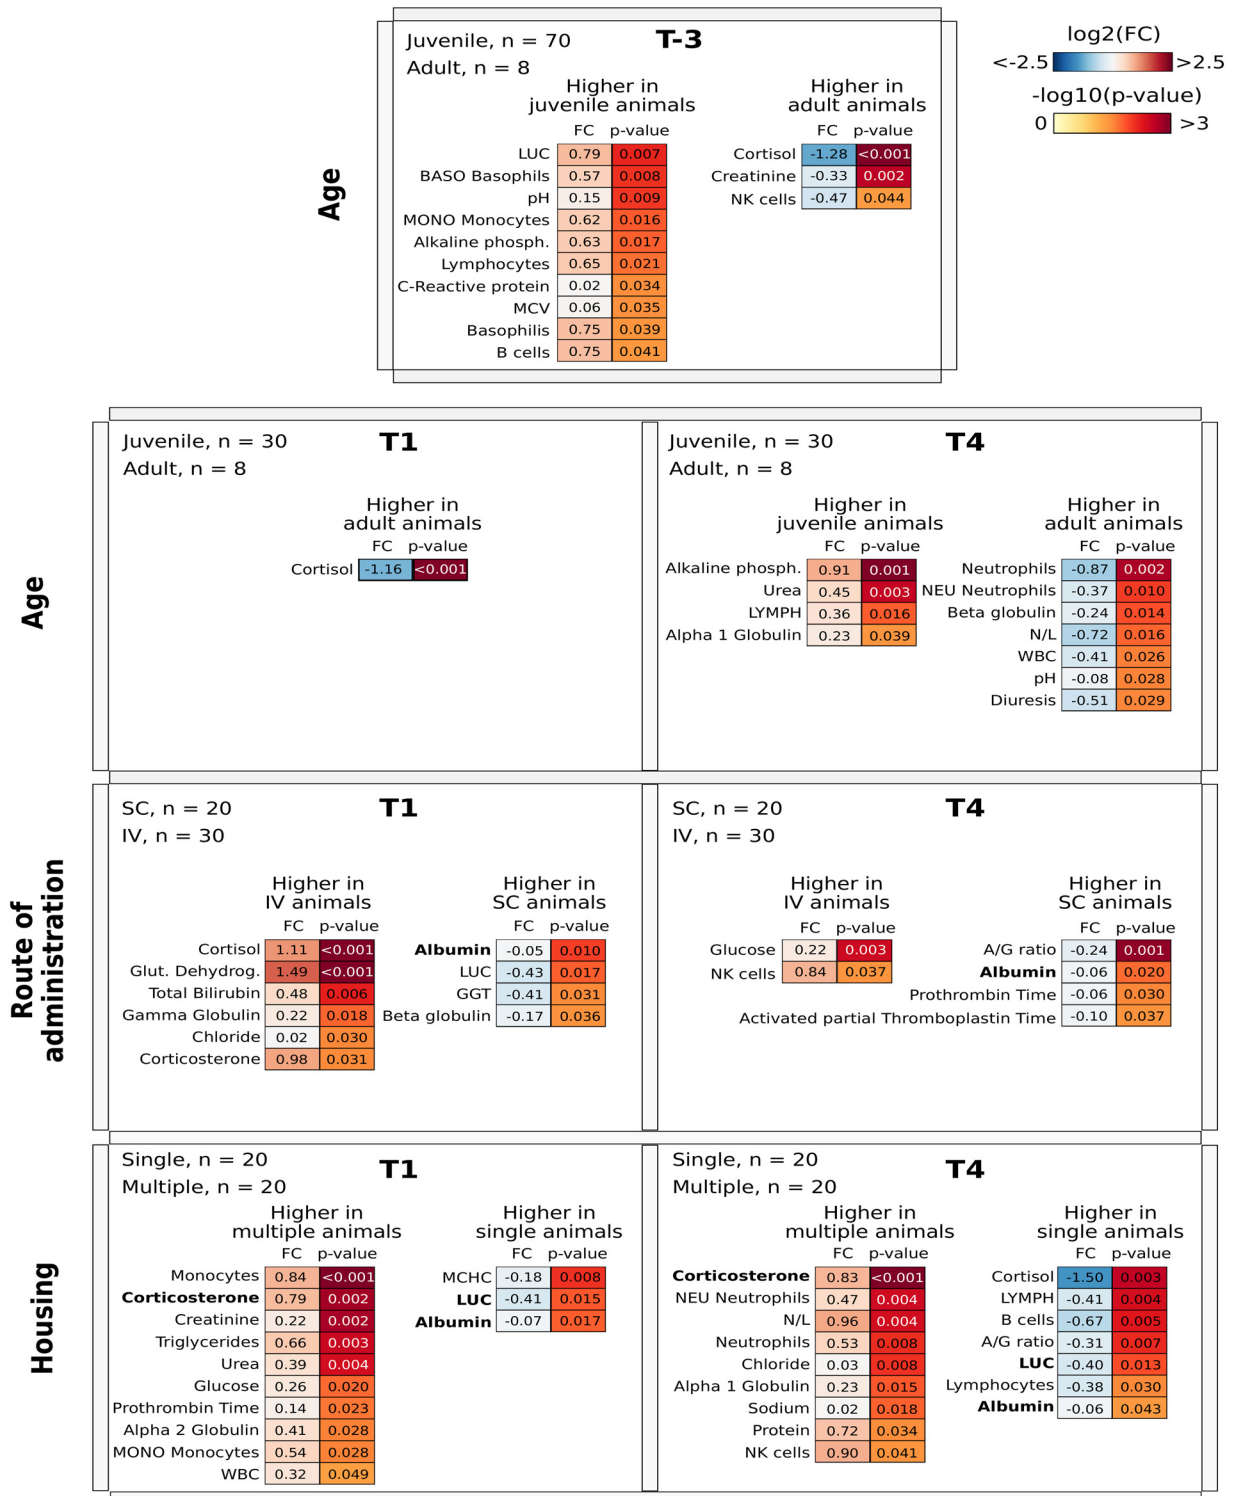 Juvenile, n = 70
T-3
Adult, n = 8
log2(FC)
<-2.5 >2.5
-log10(p-value)
0 >3
Age
Higher in
juvenile animals
FC p-value
LUC 0.79 0.007
BASO Basophils 0.57 0.008
pH 0.15 0.009
MONO Monocytes 0.62 0.016
Alkaline phosph. 0.63 0.017
Lymphocytes 0.65 0.021
C-Reactive protein 0.02 0.034
MCV 0.06 0.035
Basophilis 0.75 0.039
B cells 0.75 0.041
Higher in
adult animals
FC p-value
Cortisol -1.28 <0.001
Creatinine -0.33 0.002
NK cells -0.47 0.044
Age
Juvenile, n = 30
T1
Adult, n = 8
Higher in
adult animals
FC p-value
Cortisol -1.16 <0.001
Juvenile, n = 30
T4
Adult, n = 8
Higher in
juvenile animals
FC p-value
Alkaline phosph. 0.91 0.001
Urea 0.45 0.003
LYMPH 0.36 0.016
Alpha 1 Globulin 0.23 0.039
Higher in
adult animals
FC p-value
Neutrophils -0.87 0.002
NEU Neutrophils -0.37 0.010
Beta globulin -0.24 0.014
N/L -0.72 0.016
WBC -0.41 0.026
pH -0.08 0.028
Diuresis -0.51 0.029
Route of
administration
SC, n = 20
T1
IV, n = 30
Higher in
IV animals
FC p-value
Cortisol 1.11 <0.001
Glut. Dehydrog. 1.49 <0.001
Total Bilirubin 0.48 0.006
Gamma Globulin 0.22 0.018
Chloride 0.02 0.030
Corticosterone 0.98 0.031
Higher in
SC animals
FC p-value
Albumin -0.05 0.010
LUC -0.43 0.017
GGT -0.41 0.031
Beta globulin -0.17 0.036
SC, n = 20
T4
IV, n = 30
Higher in
IV animals
FC p-value
Glucose 0.22 0.003
NK cells 0.84 0.037
Higher in
SC animals
FC p-value
A/G ratio -0.24 0.001
Albumin -0.06 0.020
Prothrombin Time -0.06 0.030
Activated partial Thromboplastin Time -0.10 0.037
Housing
Single, n = 20
T1
Multiple, n = 20
Higher in
multiple animals
FC p-value
Monocytes 0.84 <0.001
Corticosterone 0.79 0.002
Creatinine 0.22 0.002
Triglycerides 0.66 0.003
Urea 0.39 0.004
Glucose 0.26 0.020
Prothrombin Time 0.14 0.023
Alpha 2 Globulin 0.41 0.028
MONO Monocytes 0.54 0.028
WBC 0.32 0.049
Higher in
single animals
FC p-value
MCHC -0.18 0.008
LUC -0.41 0.015
Albumin -0.07 0.017
Single, n = 20
T4
Multiple, n = 20
Higher in
multiple animals
FC p-value
Corticosterone 0.83 <0.001
NEU Neutrophils 0.47 0.004
N/L 0.96 0.004
Neutrophils 0.53 0.008
Chloride 0.03 0.008
Alpha 1 Globulin 0.23 0.015
Sodium 0.02 0.018
Protein 0.72 0.034
NK cells 0.90 0.041
Higher in
single animals
FC p-value
Cortisol -1.50 0.003
LYMPH -0.41 0.004
B cells -0.67 0.005
A/G ratio -0.31 0.007
LUC -0.40 0.013
Lymphocytes -0.38 0.030
Albumin -0.06 0.043